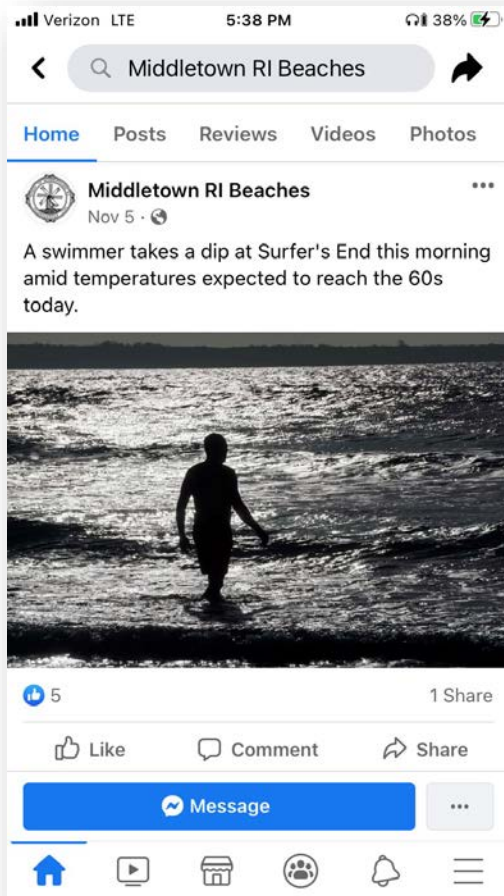 Verizon LTE 5:38 PM 38%
Middletown RI Beaches
Home Posts Reviews Videos Photos
Middletown RI Beaches
Nov 5 ·
A swimmer takes a dip at Surfer's End this morning
amid temperatures expected to reach the 60s
today.
5 1 Share
Like Comment Share
Message